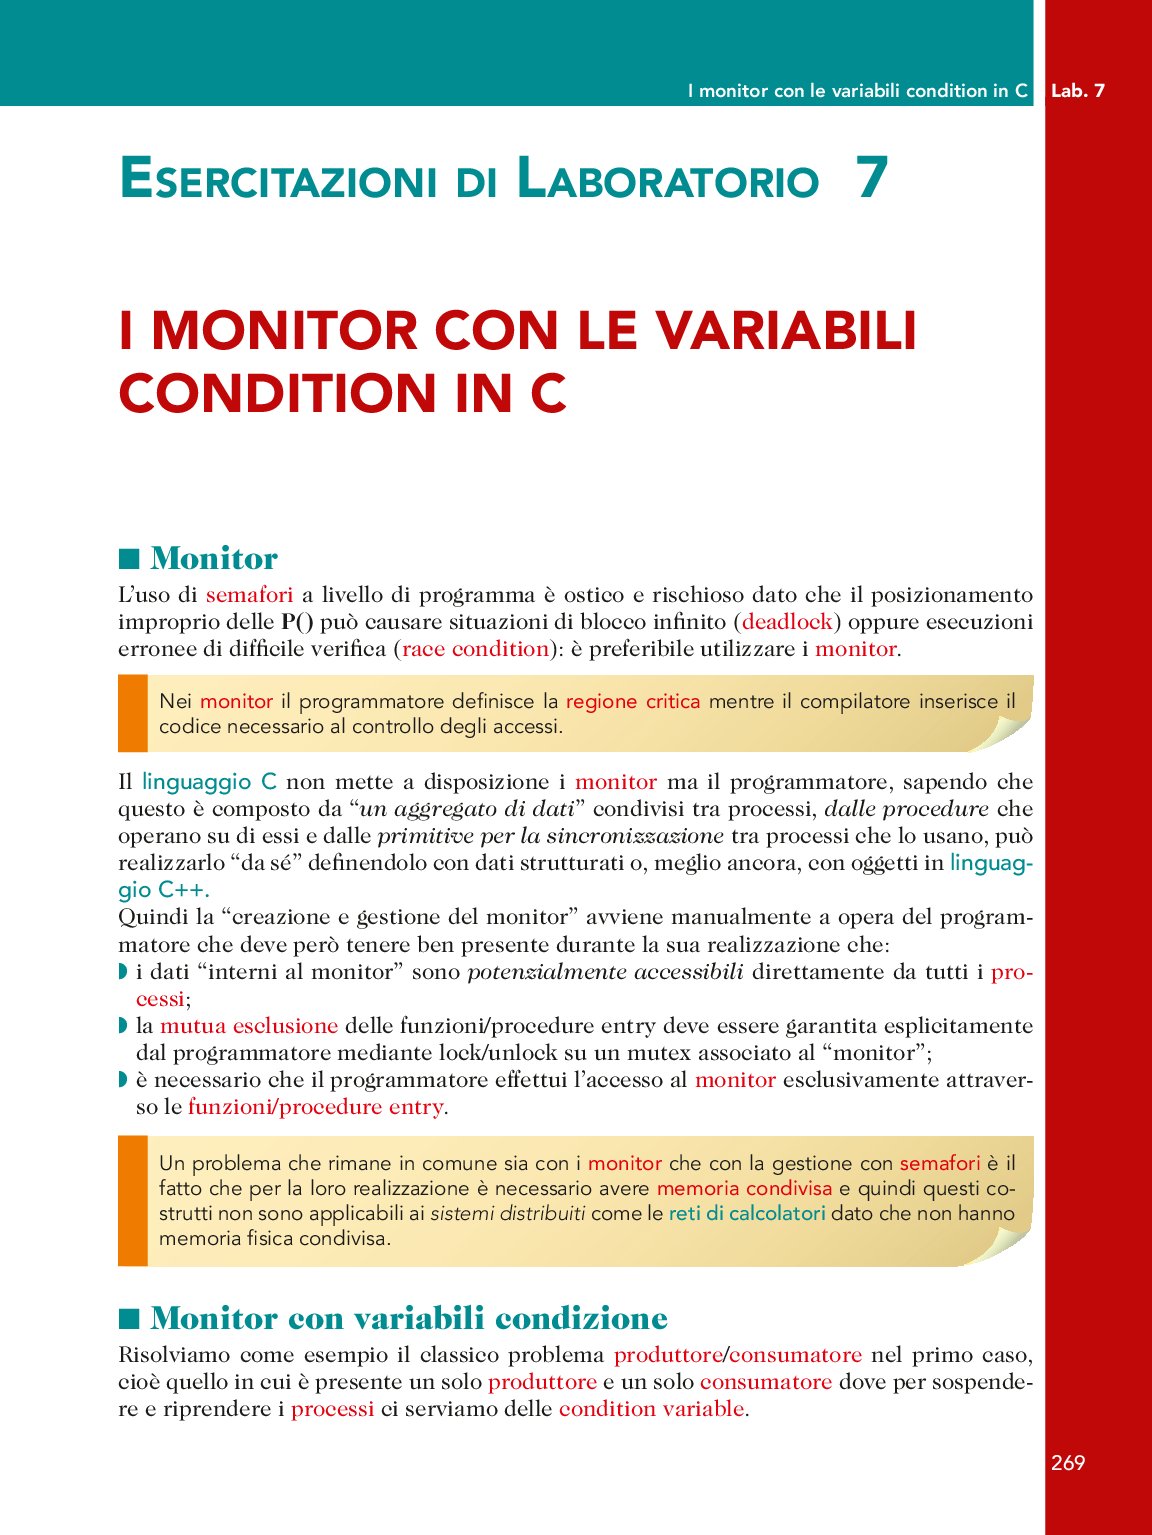 I monitor con le variabili condition in C Lab. 7
ESERCITAZIONI DI LABORATORIO 7
I MONITOR CON LE VARIABILI
CONDITION IN C
Monitor
L’uso di semafori a livello di programma è ostico e rischioso dato che il posizionamento
improprio delle P() può causare situazioni di blocco infinito (deadlock) oppure esecuzioni
erronee di difficile verifica (race condition): è preferibile utilizzare i monitor.
Nei monitor il programmatore definisce la regione critica mentre il compilatore inserisce il
codice necessario al controllo degli accessi.
Il linguaggio C non mette a disposizione i monitor ma il programmatore, sapendo che
questo è composto da “un aggregato di dati” condivisi tra processi, dalle procedure che
operano su di essi e dalle primitive per la sincronizzazione tra processi che lo usano, può
realizzarlo “da sé” definendolo con dati strutturati o, meglio ancora, con oggetti in linguag-
gio C++.
Quindi la “creazione e gestione del monitor” avviene manualmente a opera del program-
matore che deve però tenere ben presente durante la sua realizzazione che:
i dati “interni al monitor” sono potenzialmente accessibili direttamente da tutti i pro-
cessi;
la mutua esclusione delle funzioni/procedure entry deve essere garantita esplicitamente
dal programmatore mediante lock/unlock su un mutex associato al “monitor”;
è necessario che il programmatore effettui l’accesso al monitor esclusivamente attraver-
so le funzioni/procedure entry.
Un problema che rimane in comune sia con i monitor che con la gestione con semafori è il
fatto che per la loro realizzazione è necessario avere memoria condivisa e quindi questi co-
strutti non sono applicabili ai sistemi distribuiti come le reti di calcolatori dato che non hanno
memoria fisica condivisa.
Monitor con variabili condizione
Risolviamo come esempio il classico problema produttore/consumatore nel primo caso,
cioè quello in cui è presente un solo produttore e un solo consumatore dove per sospende-
re e riprendere i processi ci serviamo delle condition variable.
269